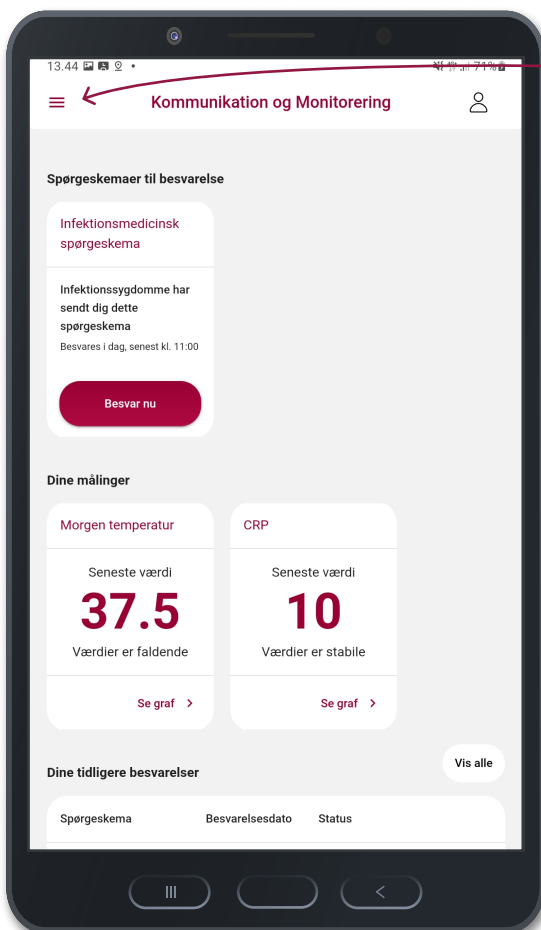 13.44
71%
Kommunikation og Monitorering
Spørgeskemaer til besvarelse
Infektionsmedicinsk
spørgeskema
Infektionssygdomme har
sendt dig dette
spørgeskema
Besvares i dag, senest kl. 11:00
Besvar nu
Dine målinger
Morgen temperatur
CRP
Seneste værdi
Seneste værdi
37.5
10
Værdier er faldende
Værdier er stabile
Se graf
Se graf
Dine tidligere besvarelser
Vis alle
Spørgeskema Besvarelsesdato Status